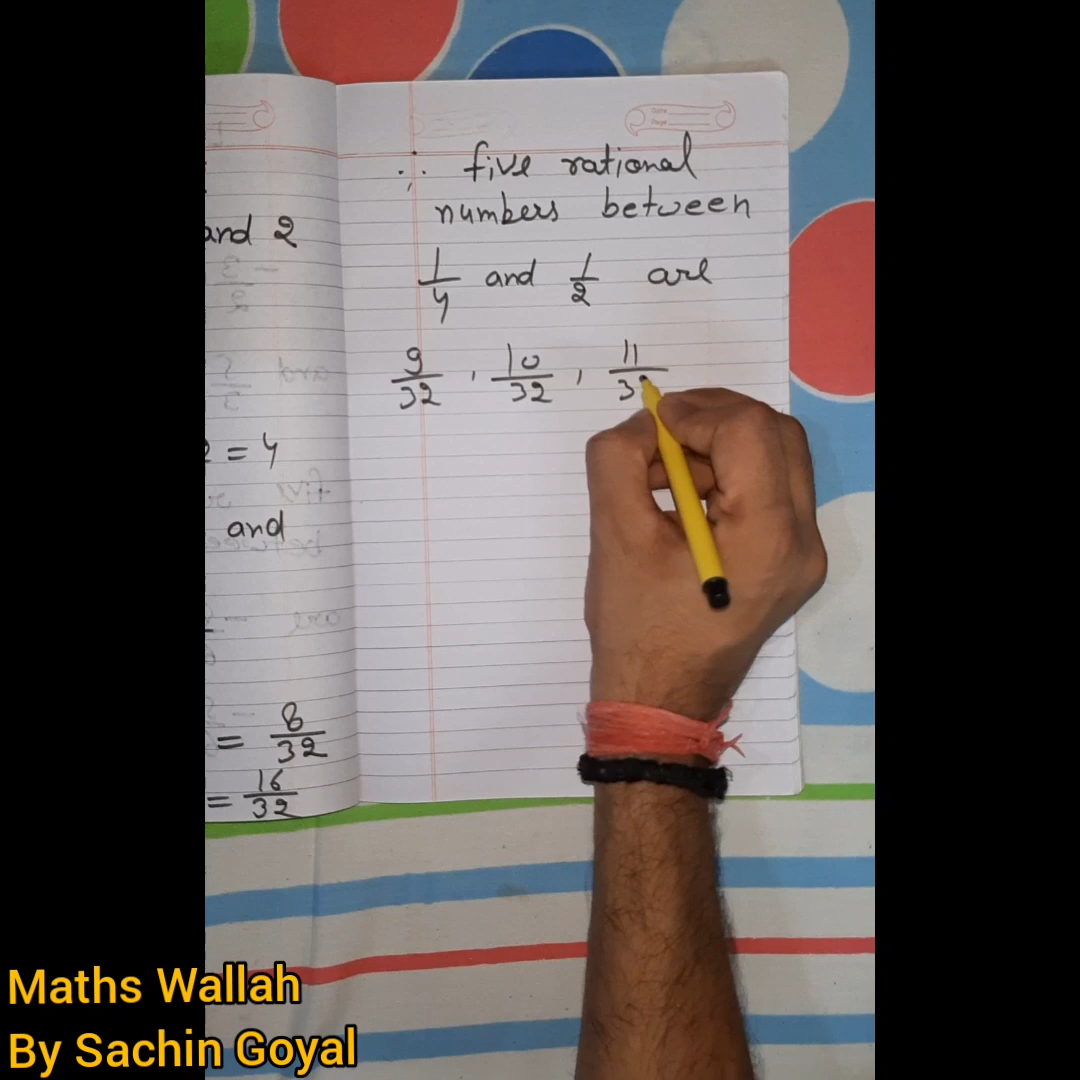 and 2
= 4
and
= 8/32
= 16/32
∴ five rational
numbers between
1/4 and 1/2 are
9/32 , 10/32 , 11/32
Maths Wallah
By Sachin Goyal